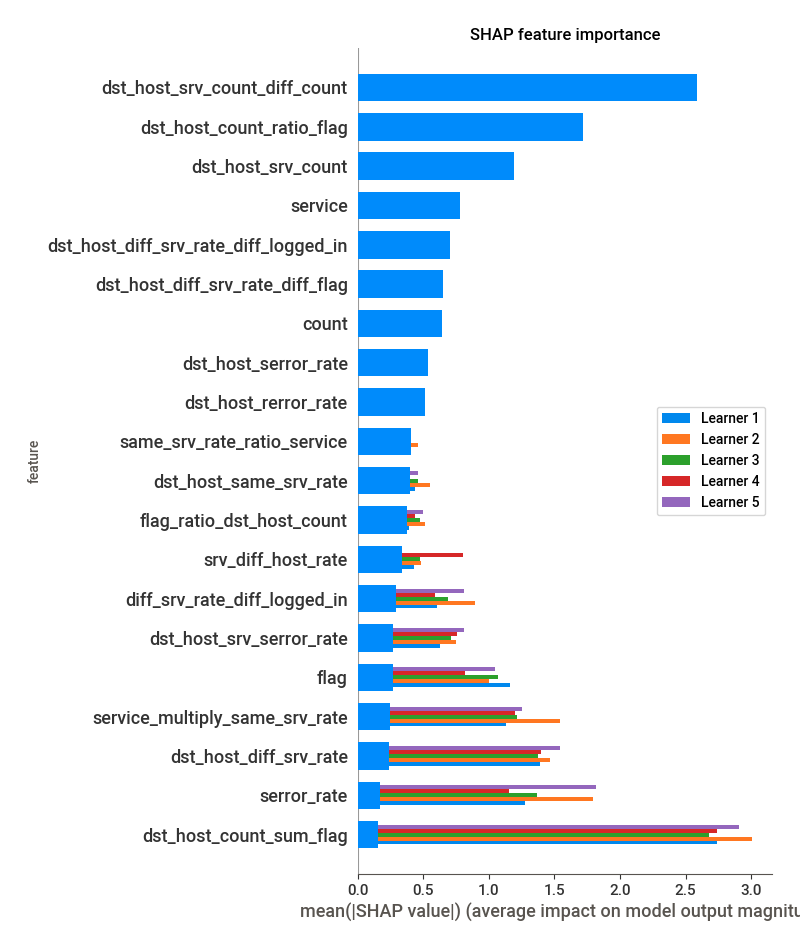 SHAP feature importance
dst_host_srv_count_diff_count
dst_host_count_ratio_flag
dst_host_srv_count
service
dst_host_diff_srv_rate_diff_logged_in
dst_host_diff_srv_rate_diff_flag
count
dst_host_serror_rate
dst_host_rerror_rate
same_srv_rate_ratio_service
dst_host_same_srv_rate
flag_ratio_dst_host_count
srv_diff_host_rate
diff_srv_rate_diff_logged_in
dst_host_srv_serror_rate
flag
service_multiply_same_srv_rate
dst_host_diff_srv_rate
serror_rate
dst_host_count_sum_flag
feature
Learner 1
Learner 2
Learner 3
Learner 4
Learner 5
0.0 0.5 1.0 1.5 2.0 2.5 3.0
mean(|SHAP value|) (average impact on model output magnitu